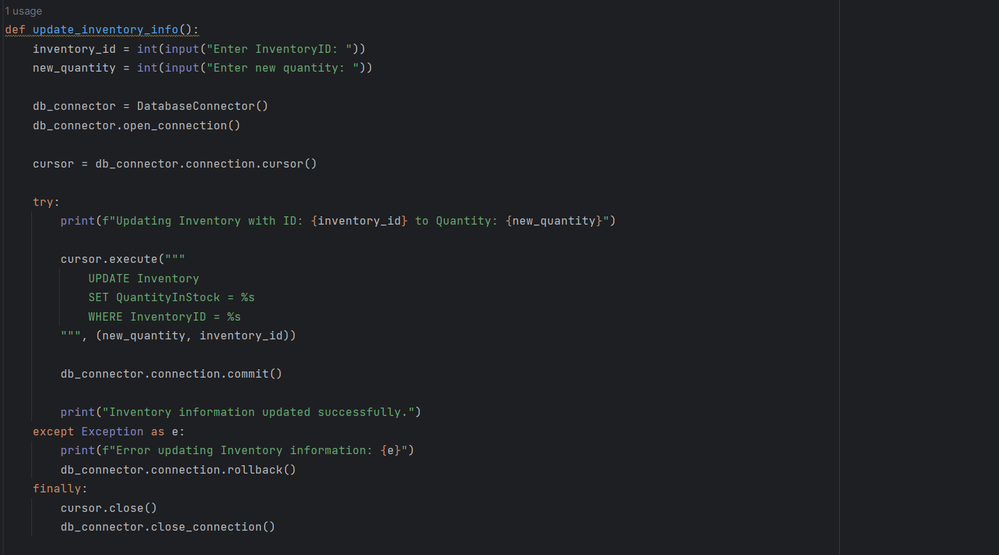 1 usage
def update_inventory_info():
    inventory_id = int(input("Enter InventoryID: "))
    new_quantity = int(input("Enter new quantity: "))
    db_connector = DatabaseConnector()
    db_connector.open_connection()
    cursor = db_connector.connection.cursor()
    try:
        print(f"Updating Inventory with ID: {inventory_id} to Quantity: {new_quantity}")
        cursor.execute("""
            UPDATE Inventory
            SET QuantityInStock = %s
            WHERE InventoryID = %s
        """, (new_quantity, inventory_id))
        db_connector.connection.commit()
        print("Inventory information updated successfully.")
    except Exception as e:
        print(f"Error updating Inventory information: {e}")
        db_connector.connection.rollback()
    finally:
        cursor.close()
        db_connector.close_connection()